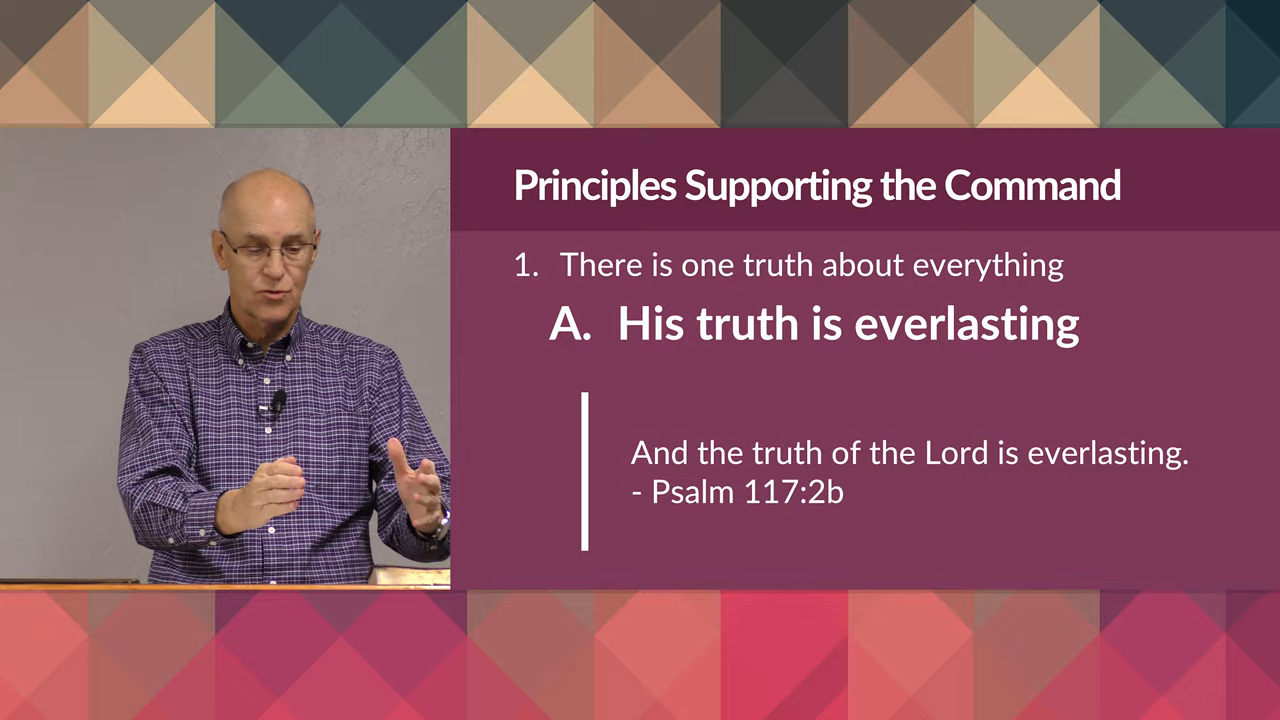 Principles Supporting the Command
1. There is one truth about everything
A. His truth is everlasting
And the truth of the Lord is everlasting.
- Psalm 117:2b